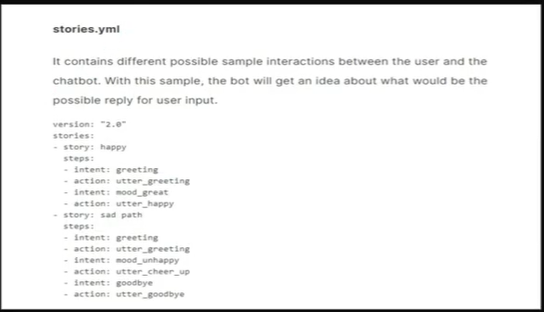 stories.yml
It contains different possible sample interactions between the user and the
chatbot. With this sample, the bot will get an idea about what would be the
possible reply for user input.
version: "2.0"
stories:
- story: happy
  steps:
  - intent: greeting
  - action: utter_greeting
  - intent: mood_great
  - action: utter_happy
- story: sad path
  steps:
  - intent: greeting
  - action: utter_greeting
  - intent: mood_unhappy
  - action: utter_cheer_up
  - intent: goodbye
  - action: utter_goodbye